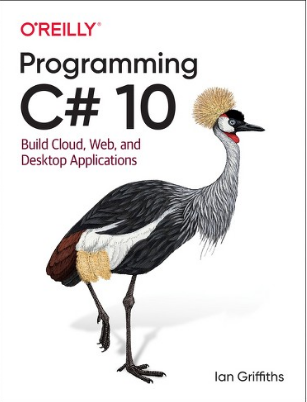 O'REILLY®
Programming
C# 10
Build Cloud, Web, and
Desktop Applications
Ian Griffiths